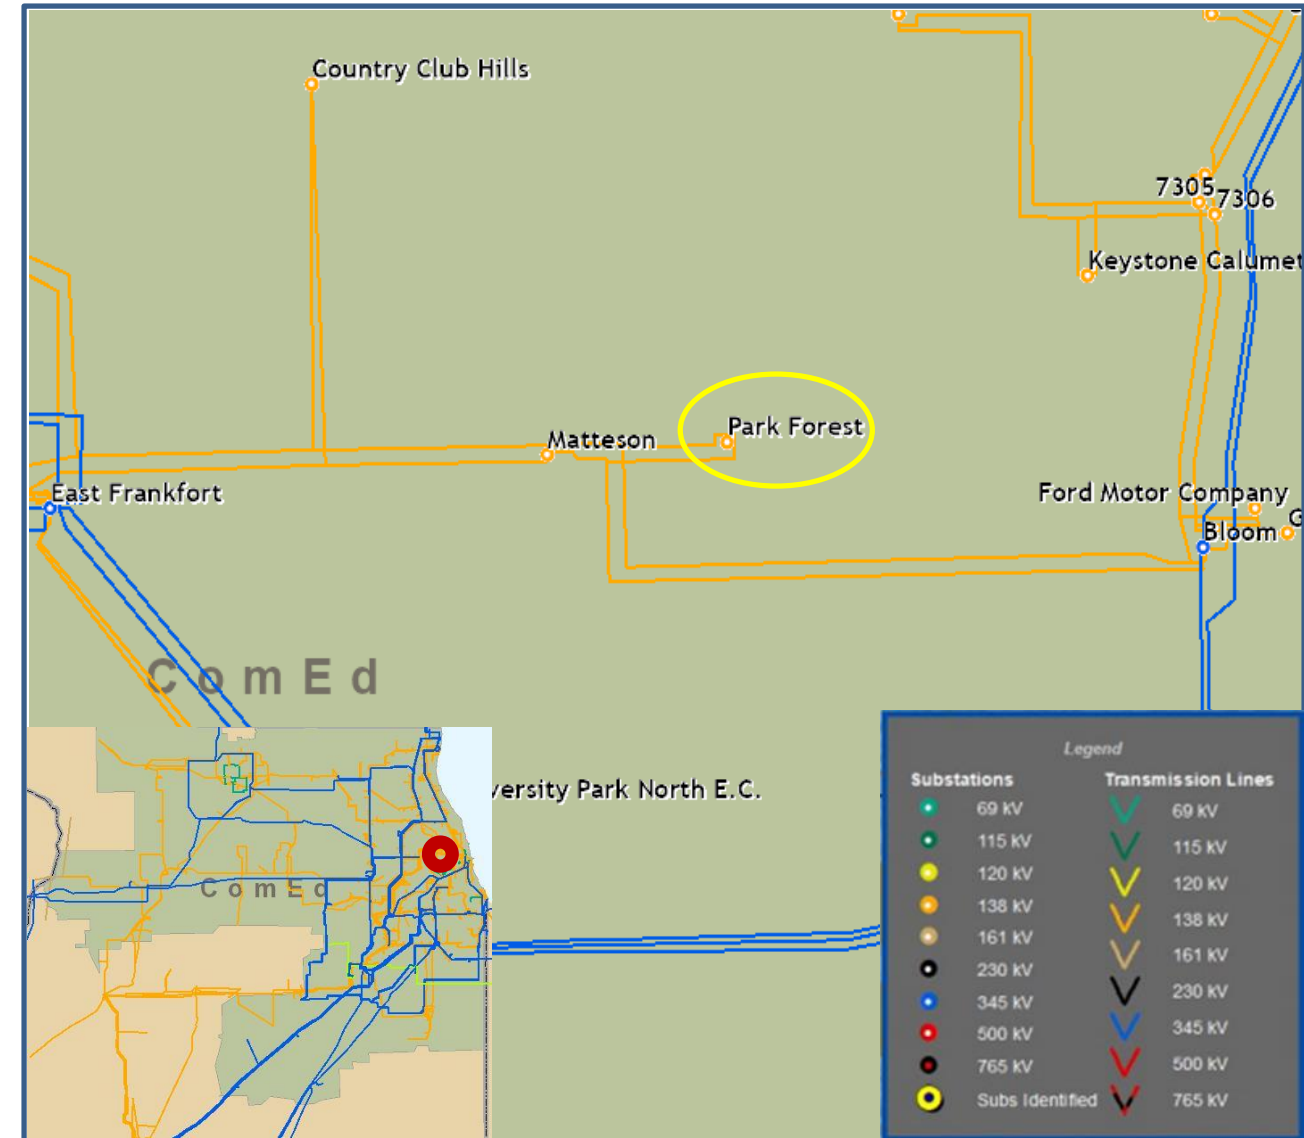 Country Club Hills
7305
7306
Keystone Calumet
Park Forest
Matteson
East Frankfort
Ford Motor Company
G
Bloom
ComEd
versity Park North E.C.
ComEd
Legend
Substations
Transmission Lines
69 kV
69 kV
115 kV
115 kV
120 kV
120 kV
138 kV
138 kV
161 kV
161 kV
230 kV
230 kV
345 kV
345 kV
500 kV
500 kV
765 kV
765 kV
Subs Identified